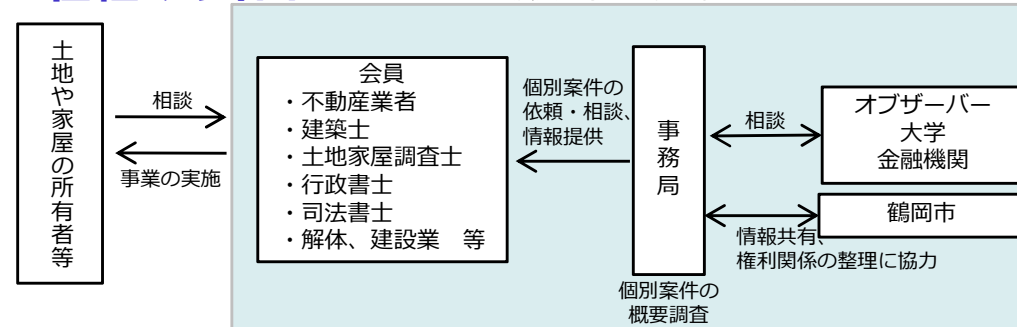 土地や家屋の所有者等
相談
事業の実施
会員
・不動産業者
・建築士
・土地家屋調査士
・行政書士
・司法書士
・解体、建設業　等
個別案件の
依頼・相談、
情報提供
事務局
個別案件の
概要調査
相談
オブザーバー
大学
金融機関
鶴岡市
情報共有、
権利関係の整理に協力